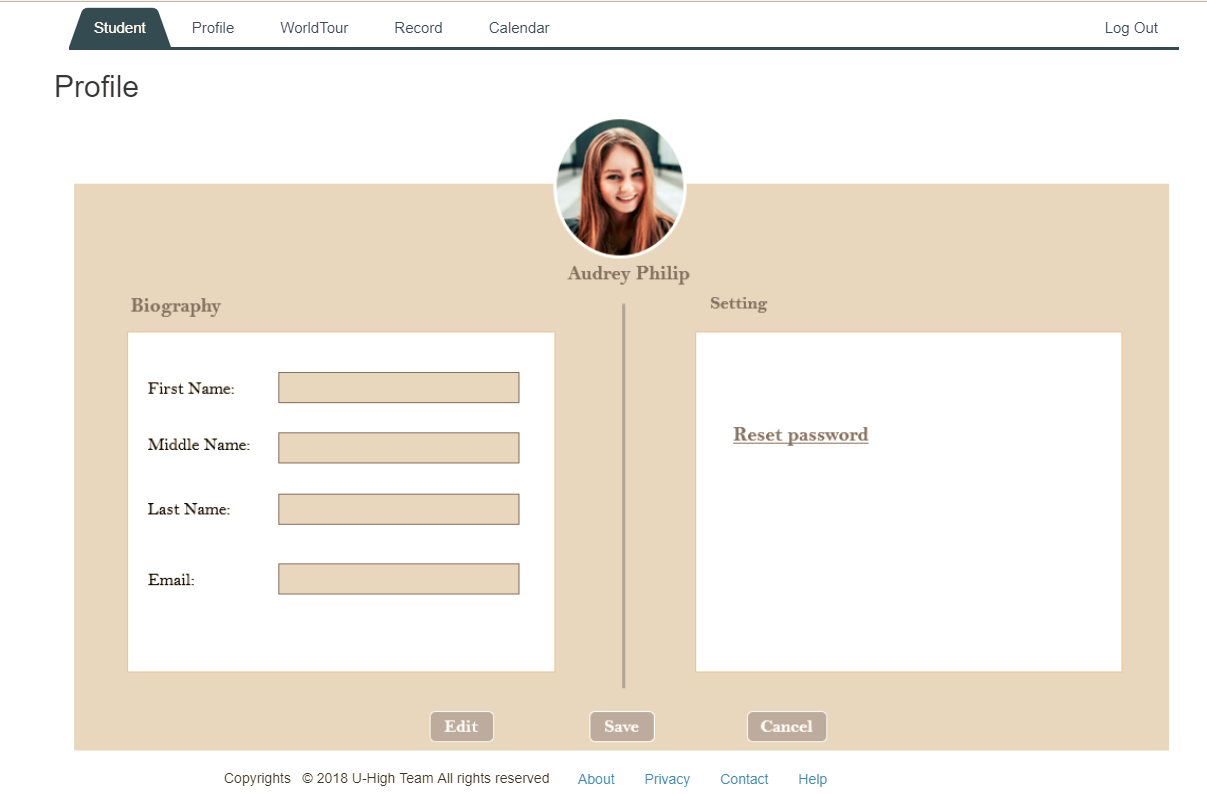 Student Profile WorldTour Record Calendar Log Out
Profile
Audrey Philip
Biography
Setting
First Name:
Middle Name:
Last Name:
Email:
Reset password
Edit Save Cancel
Copyrights © 2018 U-High Team All rights reserved About Privacy Contact Help